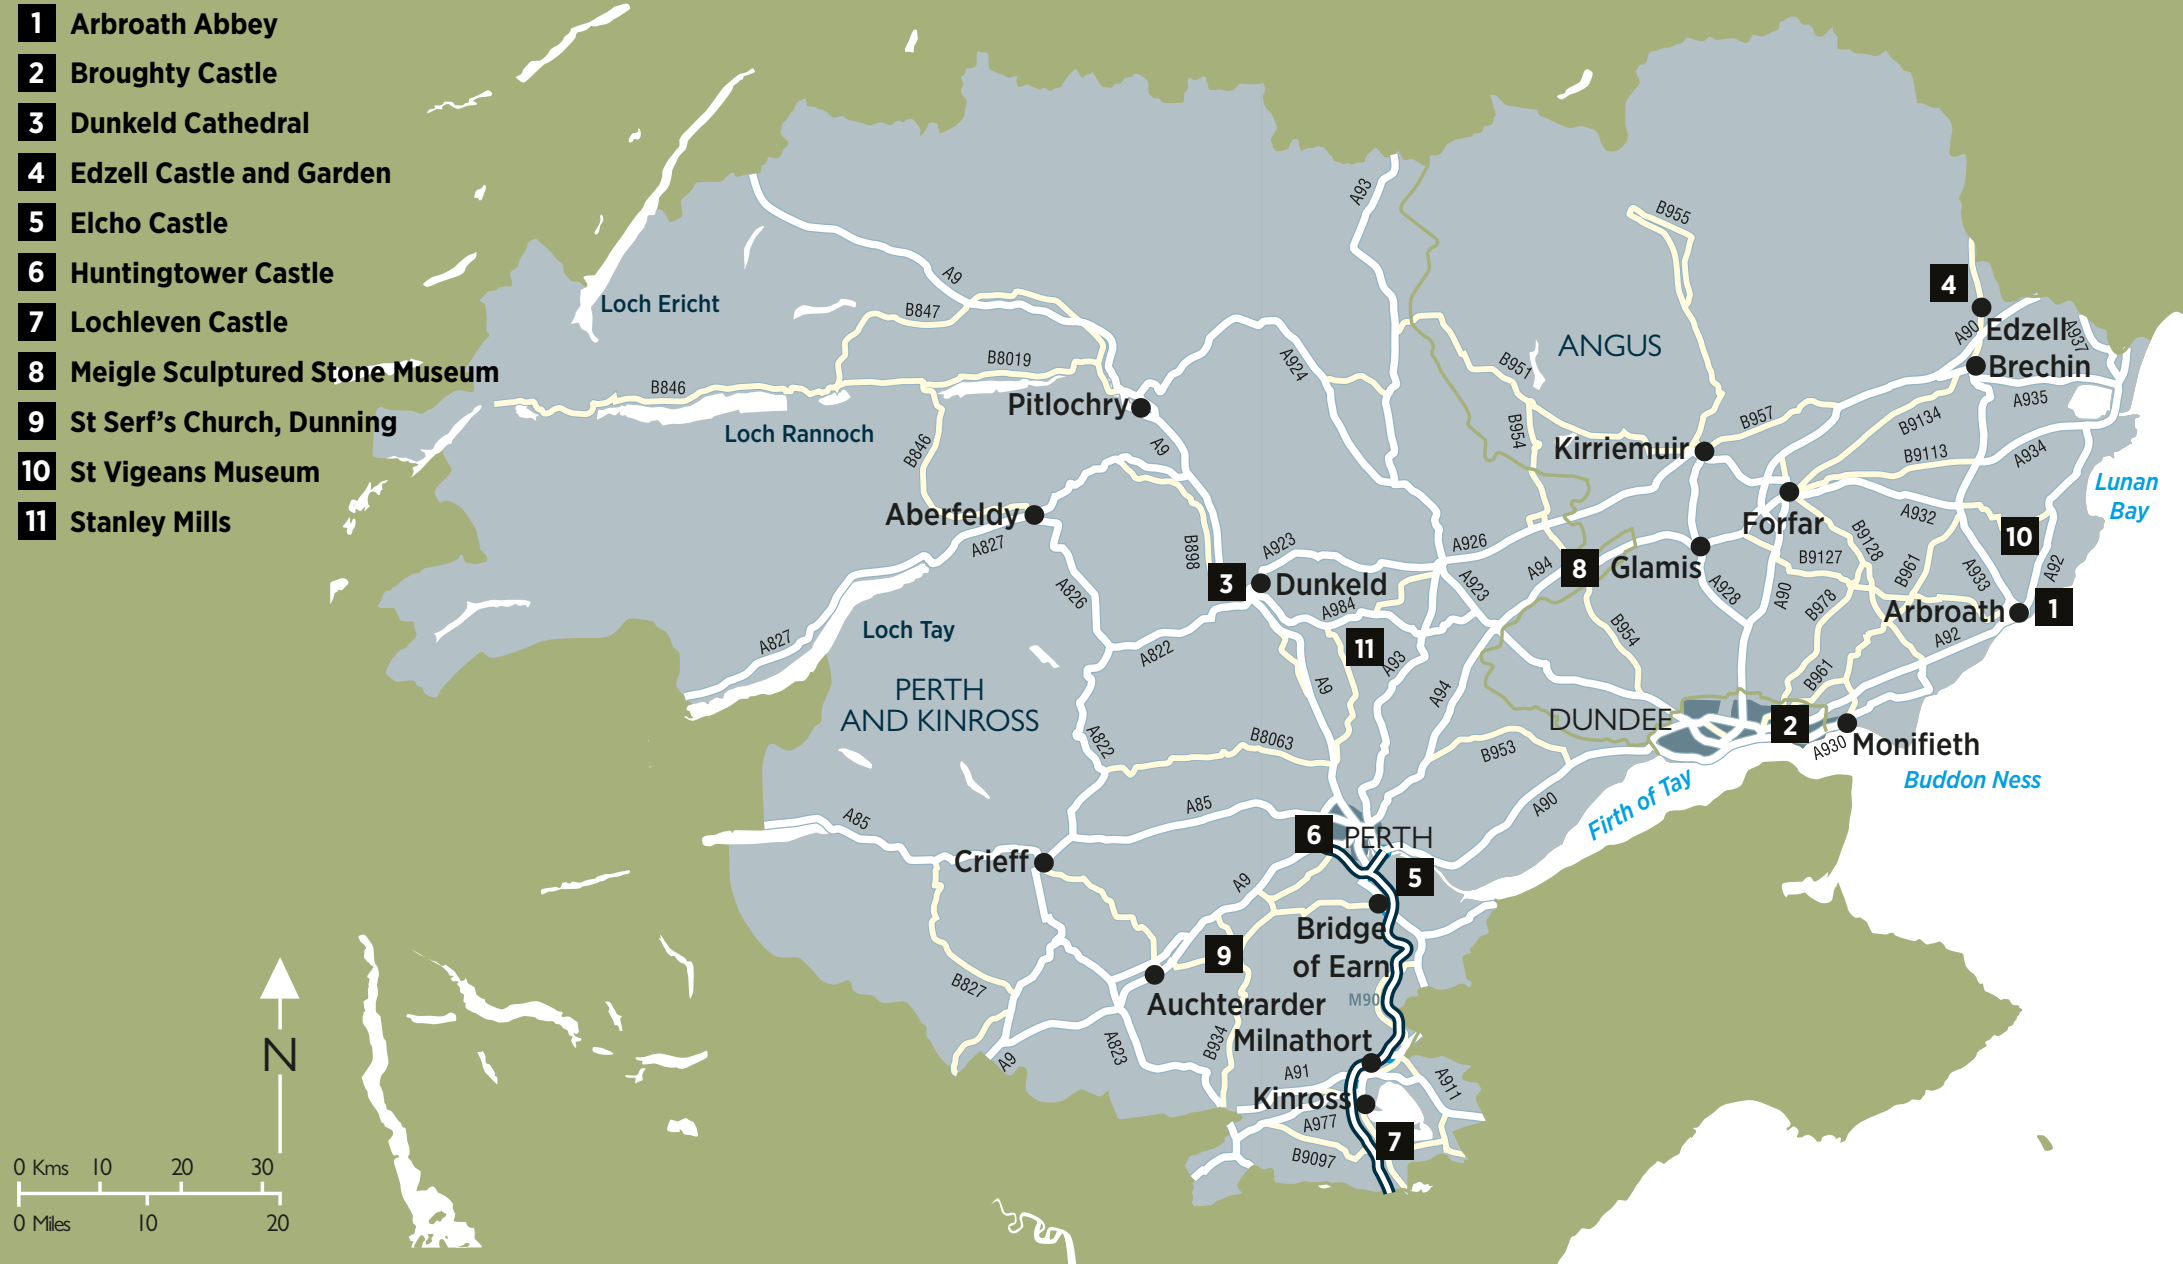 1 Arbroath Abbey
2 Broughty Castle
3 Dunkeld Cathedral
4 Edzell Castle and Garden
5 Elcho Castle
6 Huntingtower Castle
7 Lochleven Castle
8 Meigle Sculptured Stone Museum
9 St Serf's Church, Dunning
10 St Vigeans Museum
11 Stanley Mills
A93
B955
A9
4
Loch Ericht
B847
Edzell
A90
A937
ANGUS
B8019
A924
B951
Brechin
B846
Pitlochry
A935
B957
B9134
Loch Rannoch
B954
A9
B846
Kirriemuir
B9113
A934
Lunan
Bay
Aberfeldy
Forfar
A932
10
A827
B898
A923
A926
B9128
B9127
B961
A933
A92
3
Dunkeld
A94
8
Glamis
A826
A984
A923
A928
A90
B978
Arbroath
1
Loch Tay
A827
A822
11
A93
B954
A92
PERTH
AND KINROSS
A9
A94
B961
A822
B8063
B953
DUNDEE
2
A930
Monifieth
Buddon Ness
Firth of Tay
A85
A85
A90
6
PERTH
Crieff
A9
5
Bridge
of Earn
9
B827
Auchterarder
M90
Milnathort
A9
A823
B934
A91
A911
Kinross
A977
7
B9097
N
0 Kms 10 20 30
0 Miles 10 20